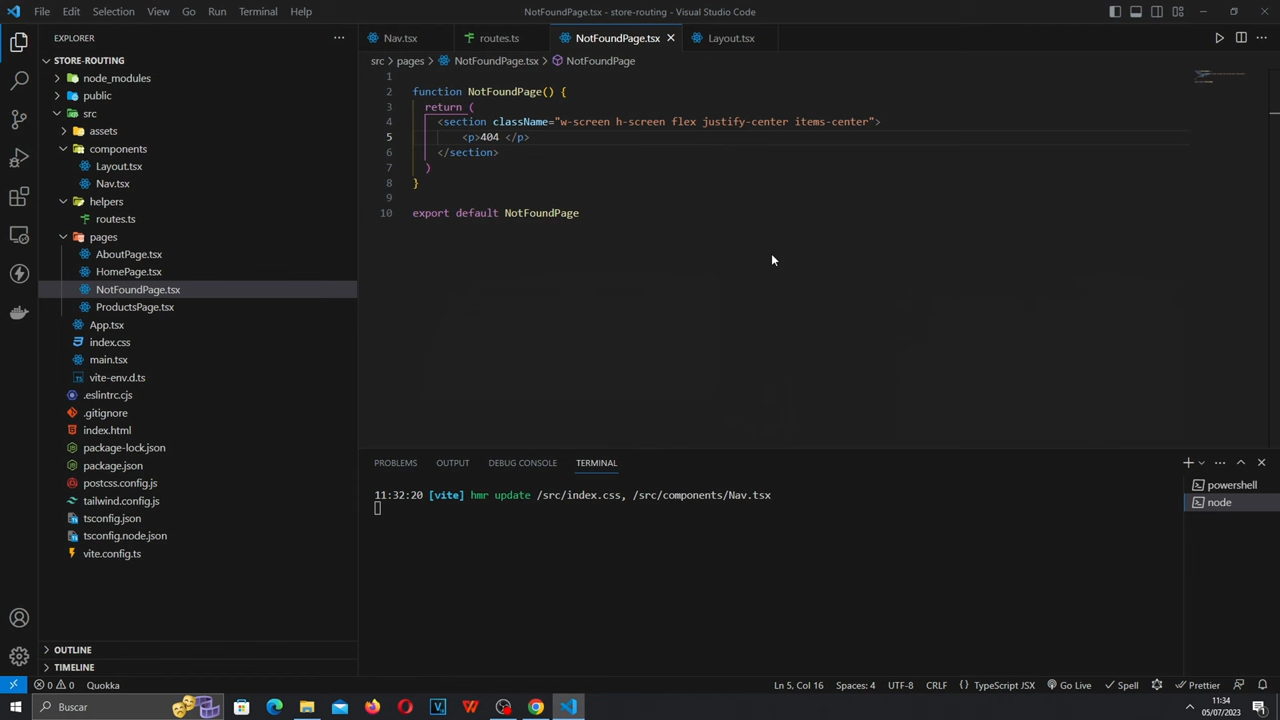 File Edit Selection View Go Run Terminal Help
NotFoundPage.tsx - store-routing - Visual Studio Code
EXPLORER
STORE-ROUTING
node_modules
public
src
assets
components
Layout.tsx
Nav.tsx
helpers
routes.ts
pages
AboutPage.tsx
HomePage.tsx
NotFoundPage.tsx
ProductsPage.tsx
App.tsx
index.css
main.tsx
vite-env.d.ts
.eslintrc.cjs
.gitignore
index.html
package-lock.json
package.json
postcss.config.js
tailwind.config.js
tsconfig.json
tsconfig.node.json
vite.config.ts
OUTLINE
TIMELINE
Nav.tsx routes.ts NotFoundPage.tsx Layout.tsx
src > pages > NotFoundPage.tsx > NotFoundPage
1
2 function NotFoundPage() {
3 return (
4 <section className="w-screen h-screen flex justify-center items-center">
5 <p>404 </p>
6 </section>
7 )
8 }
9
10 export default NotFoundPage
PROBLEMS OUTPUT DEBUG CONSOLE TERMINAL
11:32:20 [vite] hmr update /src/index.css, /src/components/Nav.tsx
powershell
node
0 0 Quokka Ln 5, Col 16 Spaces: 4 UTF-8 CRLF TypeScript JSX Go Live Spell Prettier
Buscar
11:34
05/07/2023